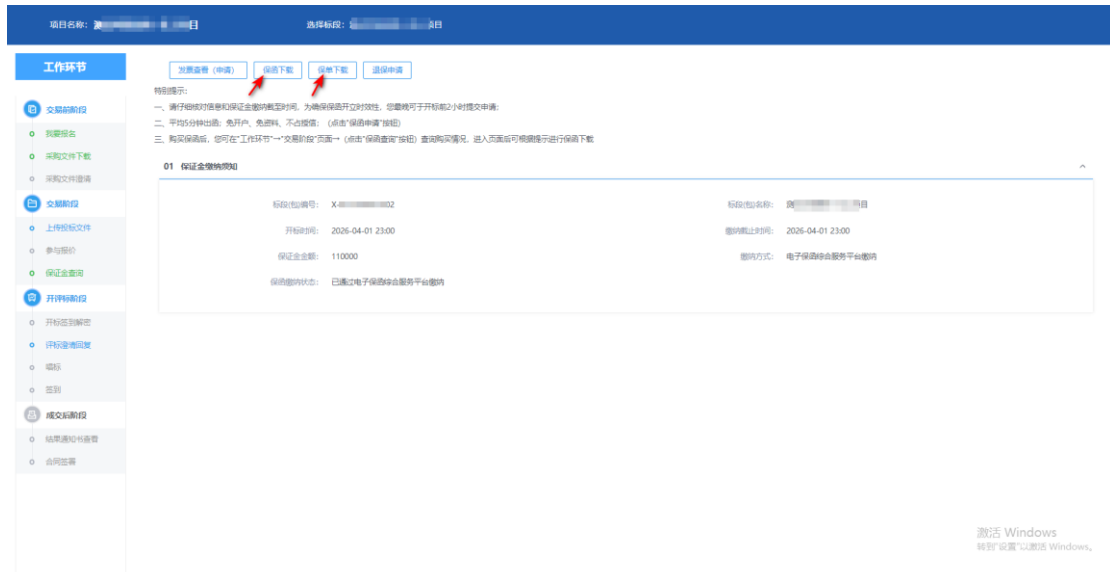 项目名称：
目
选择标段：
项目
工作环节
发票查看（申请） 保函下载 保单下载 退保申请
特别提示：
一、请仔细核对信息和保证金缴纳截至时间，为确保保函开立时效性，您最晚可于开标前2小时提交申请；
二、平均5分钟出函；免开户、免资料、不占授信；（点击"保函申请"按钮）
三、购买保函后，您可在"工作环节"→"交易阶段"页面→（点击"保函查询"按钮）查询购买情况，进入页面后可根据提示进行保函下载
01 保证金缴纳须知
标段(包)编号： X- 02
标段(包)名称： 目
开标时间： 2026-04-01 23:00
缴纳截止时间： 2026-04-01 23:00
保证金金额： 110000
缴纳方式： 电子保函综合服务平台缴纳
保函缴纳状态： 已通过电子保函综合服务平台缴纳
交易前阶段
我要报名
采购文件下载
采购文件澄清
交易阶段
上传投标文件
参与报价
保证金查询
开评标阶段
开标签到解密
评标澄清回复
唱标
签到
成交后阶段
结果通知书查看
合同签署
激活 Windows
转到"设置"以激活 Windows。